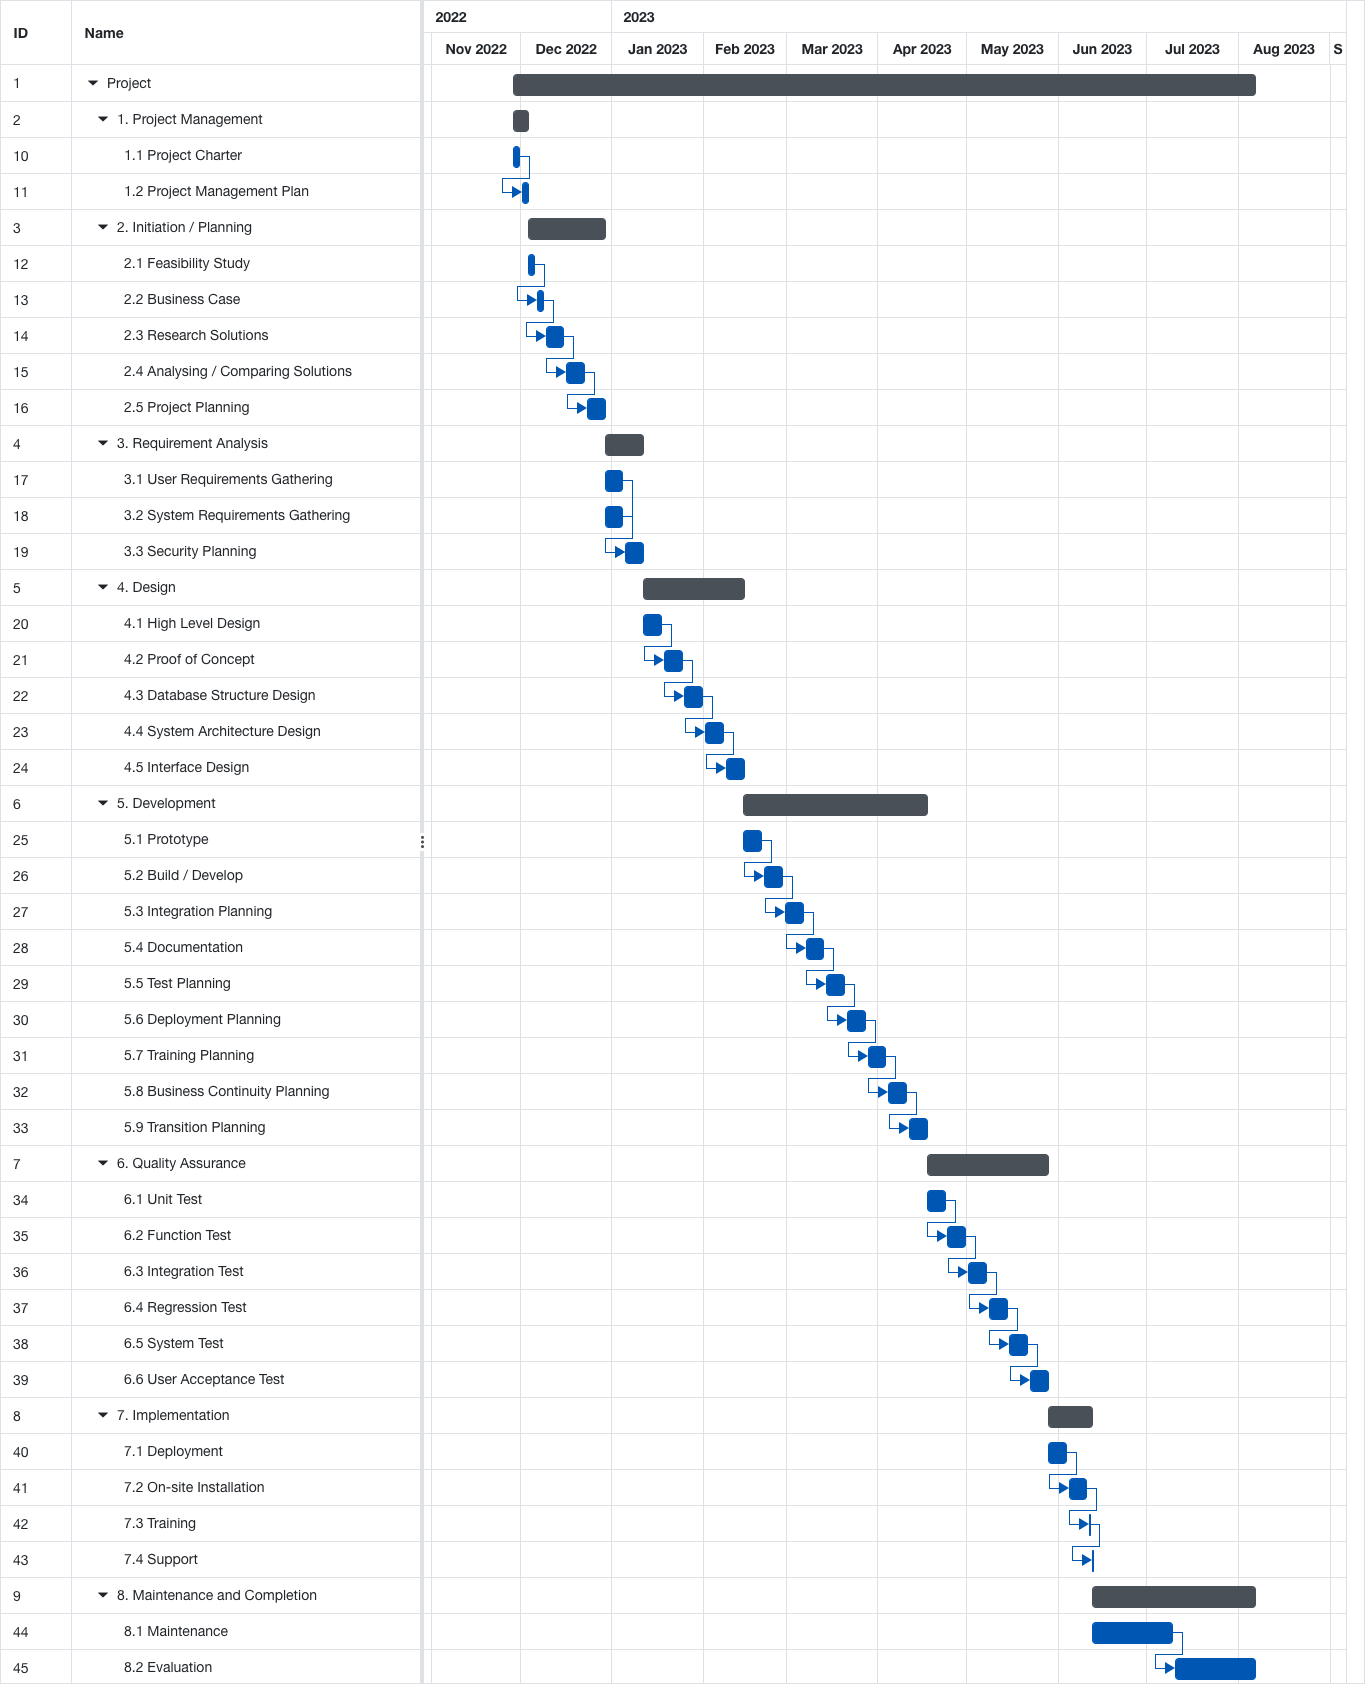 2022 2023
ID Name
Nov 2022 Dec 2022 Jan 2023 Feb 2023 Mar 2023 Apr 2023 May 2023 Jun 2023 Jul 2023 Aug 2023 S
1 Project
2 1. Project Management
10 1.1 Project Charter
11 1.2 Project Management Plan
3 2. Initiation / Planning
12 2.1 Feasibility Study
13 2.2 Business Case
14 2.3 Research Solutions
15 2.4 Analysing / Comparing Solutions
16 2.5 Project Planning
4 3. Requirement Analysis
17 3.1 User Requirements Gathering
18 3.2 System Requirements Gathering
19 3.3 Security Planning
5 4. Design
20 4.1 High Level Design
21 4.2 Proof of Concept
22 4.3 Database Structure Design
23 4.4 System Architecture Design
24 4.5 Interface Design
6 5. Development
25 5.1 Prototype
26 5.2 Build / Develop
27 5.3 Integration Planning
28 5.4 Documentation
29 5.5 Test Planning
30 5.6 Deployment Planning
31 5.7 Training Planning
32 5.8 Business Continuity Planning
33 5.9 Transition Planning
7 6. Quality Assurance
34 6.1 Unit Test
35 6.2 Function Test
36 6.3 Integration Test
37 6.4 Regression Test
38 6.5 System Test
39 6.6 User Acceptance Test
8 7. Implementation
40 7.1 Deployment
41 7.2 On-site Installation
42 7.3 Training
43 7.4 Support
9 8. Maintenance and Completion
44 8.1 Maintenance
45 8.2 Evaluation